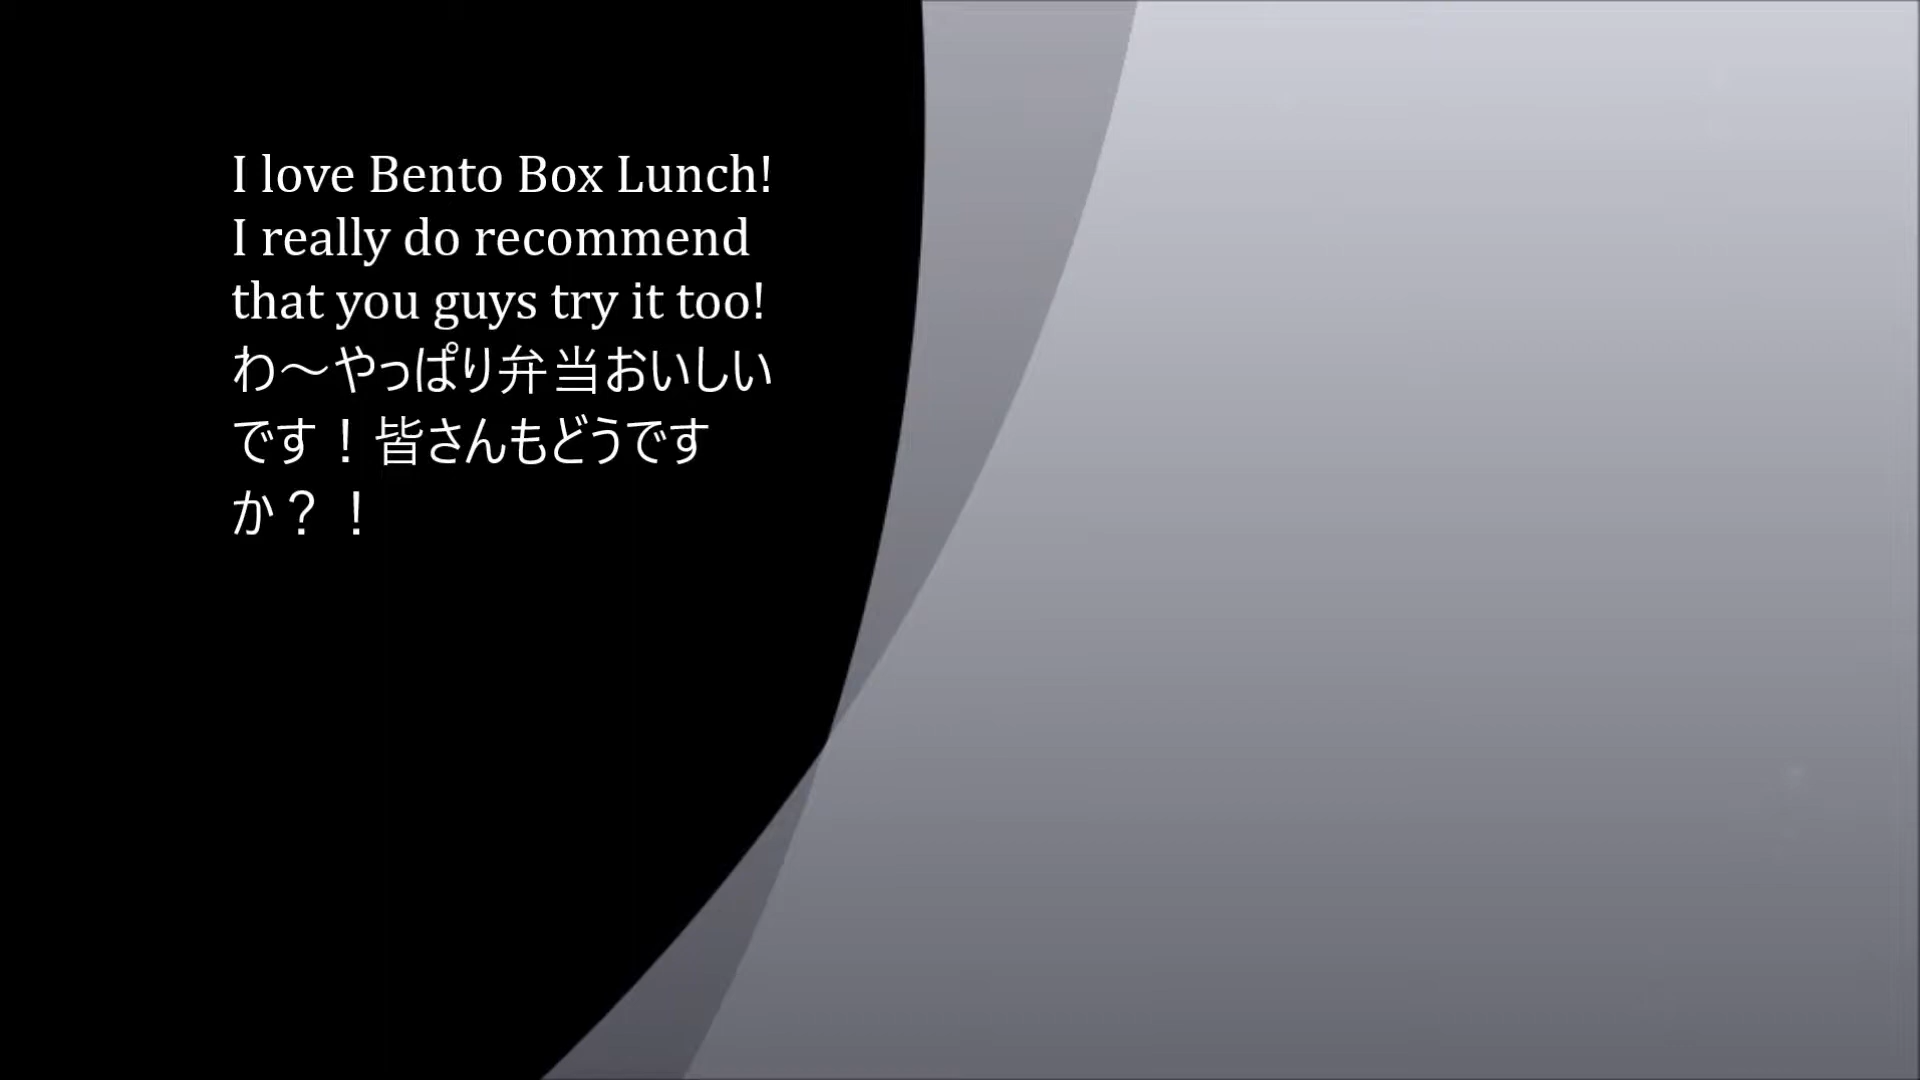 I love Bento Box Lunch!
I really do recommend
that you guys try it too!
わ～やっぱり弁当おいしい
です！皆さんもどうです
か？！